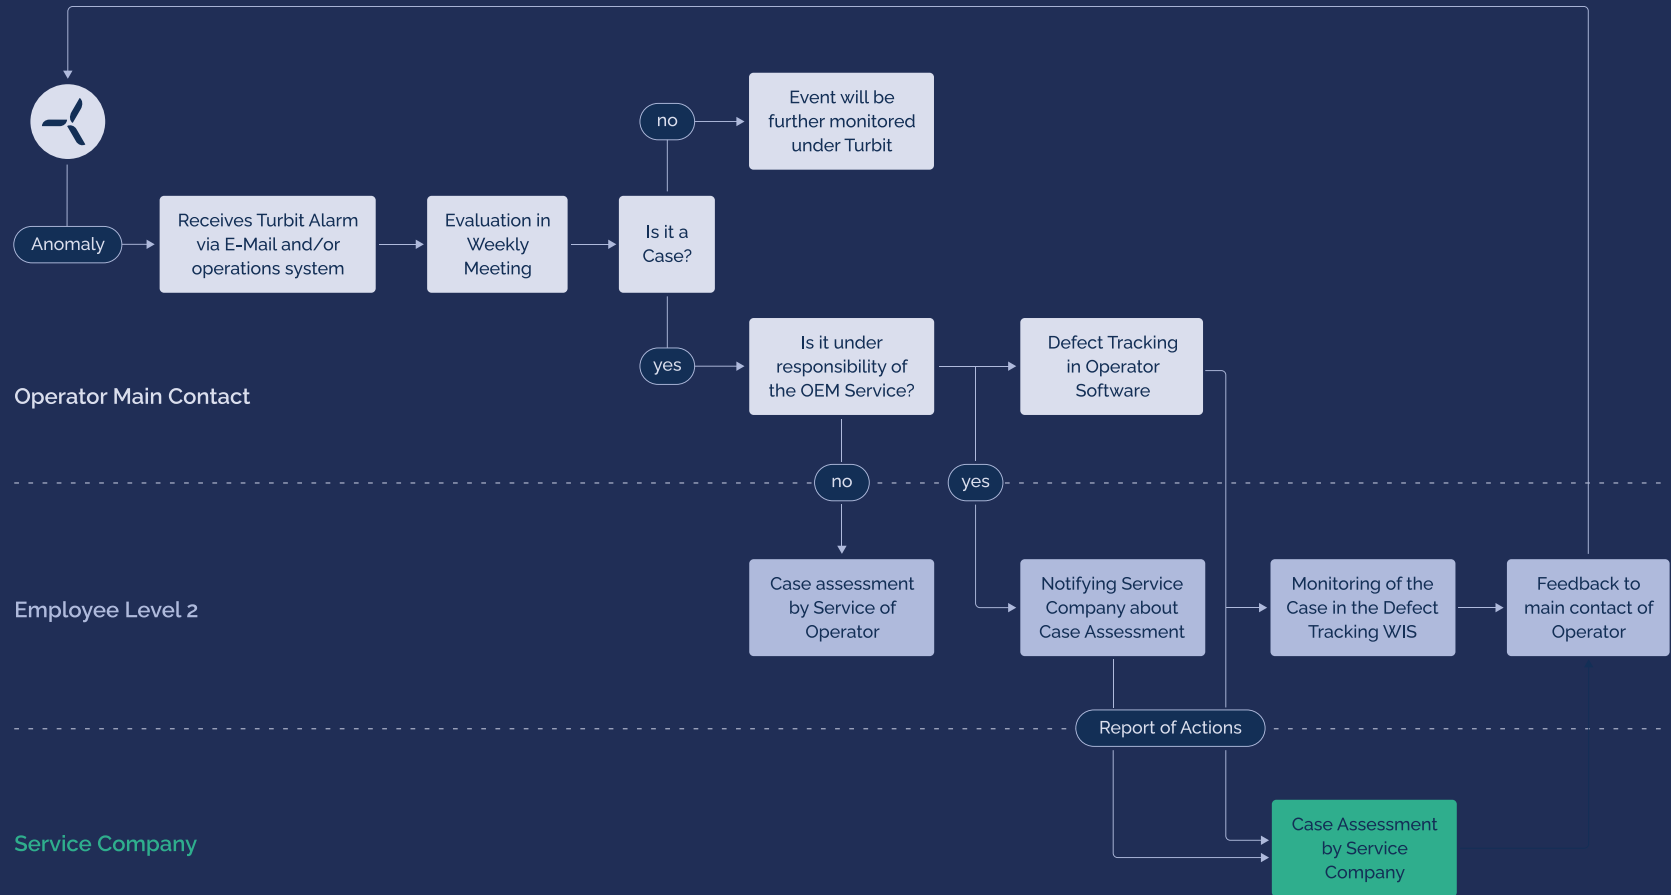 no
Event will be
further monitored
under Turbit
Anomaly
Receives Turbit Alarm
via E-Mail and/or
operations system
Evaluation in
Weekly
Meeting
Is it a
Case?
yes
Is it under
responsibility of
the OEM Service?
Defect Tracking
in Operator
Software
Operator Main Contact
no
yes
Employee Level 2
Case assessment
by Service of
Operator
Notifying Service
Company about
Case Assessment
Monitoring of the
Case in the Defect
Tracking WIS
Feedback to
main contact of
Operator
Report of Actions
Service Company
Case Assessment
by Service
Company